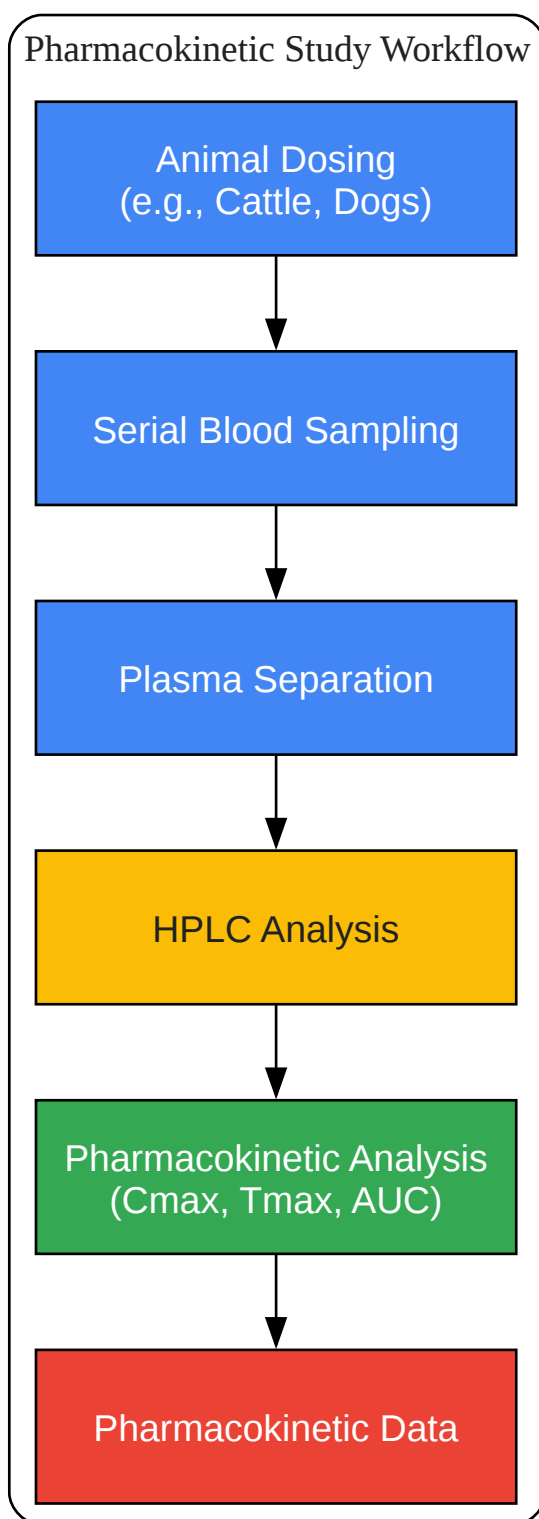 Pharmacokinetic Study Workflow
Animal Dosing
(e.g., Cattle, Dogs)
Serial Blood Sampling
Plasma Separation
HPLC Analysis
Pharmacokinetic Analysis
(Cmax, Tmax, AUC)
Pharmacokinetic Data